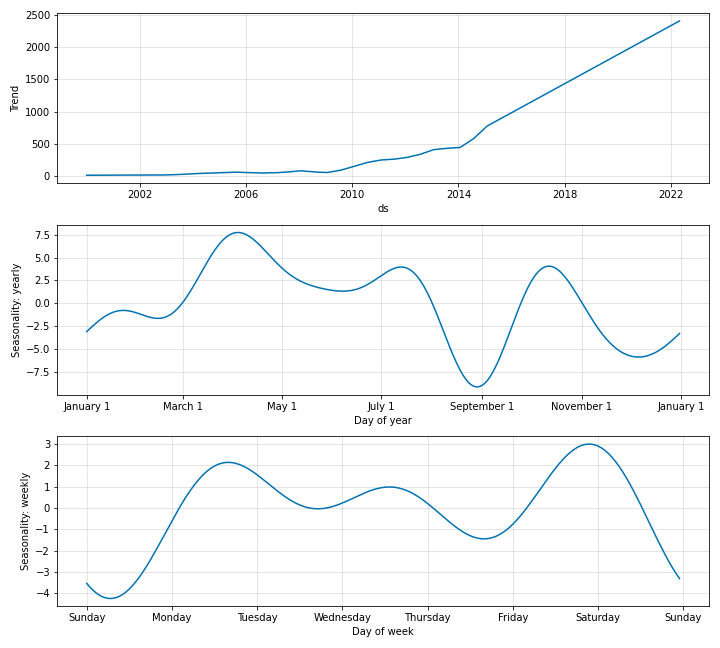 2500
2000
1500
1000
500
0
Trend
2002 2006 2010 2014 2018 2022
ds
7.5
5.0
2.5
0.0
−2.5
−5.0
−7.5
Seasonality: yearly
January 1 March 1 May 1 July 1 September 1 November 1 January 1
Day of year
3
2
1
0
−1
−2
−3
−4
Seasonality: weekly
Sunday Monday Tuesday Wednesday Thursday Friday Saturday Sunday
Day of week